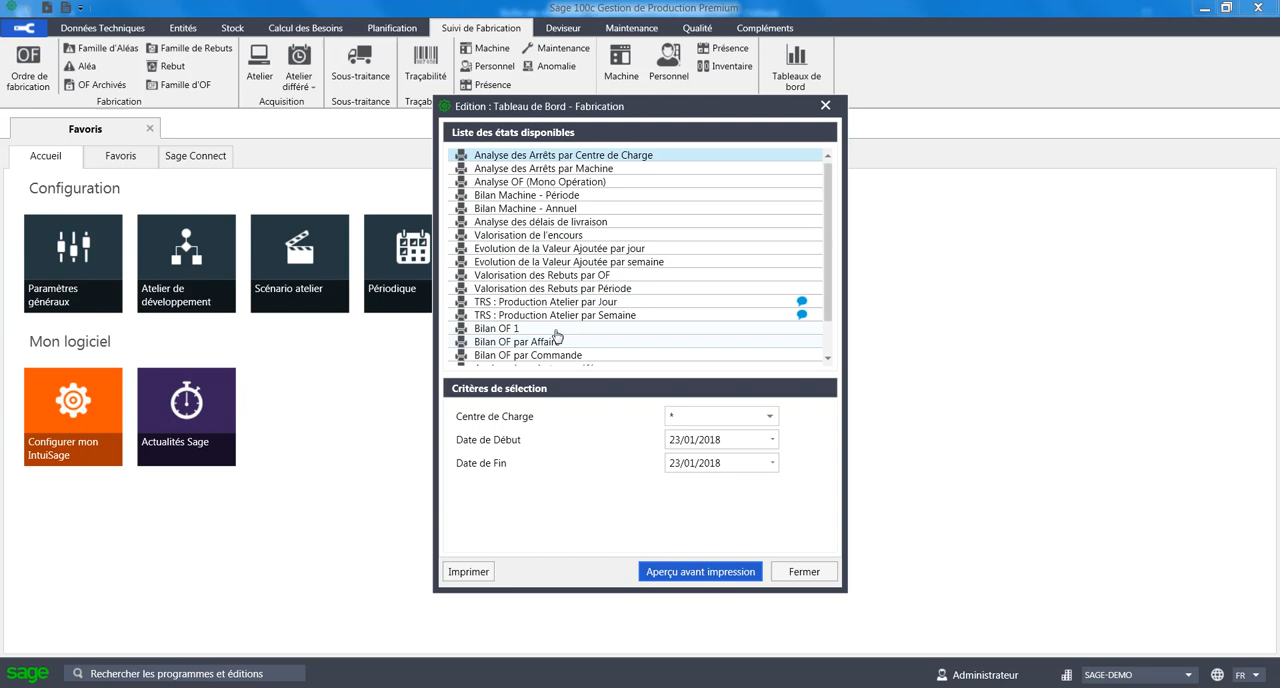 Sage 100c Gestion de Production Premium
Données Techniques Entités Stock Calcul des Besoins Planification Suivi de Fabrication Deviseur Maintenance Qualité Compléments
OF
Ordre de fabrication
Famille d'Aléas
Famille de Rebuts
Aléa
Rebut
OF Archivés
Famille d'OF
Fabrication
Atelier
Atelier différé
Acquisition
Sous-traitance
Sous-traitance
Traçabilité
Machine
Maintenance
Personnel
Anomalie
Présence
Machine
Personnel
Présence
Inventaire
Tableaux de bord
Favoris
Accueil Favoris Sage Connect
Configuration
Paramètres généraux
Atelier de développement
Scénario atelier
Périodique
Mon logiciel
Configurer mon IntuiSage
Actualités Sage
Edition : Tableau de Bord - Fabrication
Liste des états disponibles
Analyse des Arrêts par Centre de Charge
Analyse des Arrêts par Machine
Analyse OF (Mono Opération)
Bilan Machine - Période
Bilan Machine - Annuel
Analyse des délais de livraison
Valorisation de l'encours
Evolution de la Valeur Ajoutée par jour
Evolution de la Valeur Ajoutée par semaine
Valorisation des Rebuts par OF
Valorisation des Rebuts par Période
TRS : Production Atelier par Jour
TRS : Production Atelier par Semaine
Bilan OF 1
Bilan OF par
Bilan OF par Commande
Critères de sélection
Centre de Charge *
Date de Début 23/01/2018
Date de Fin 23/01/2018
Imprimer Aperçu avant impression Fermer
sage Rechercher les programmes et éditions Administrateur SAGE-DEMO FR